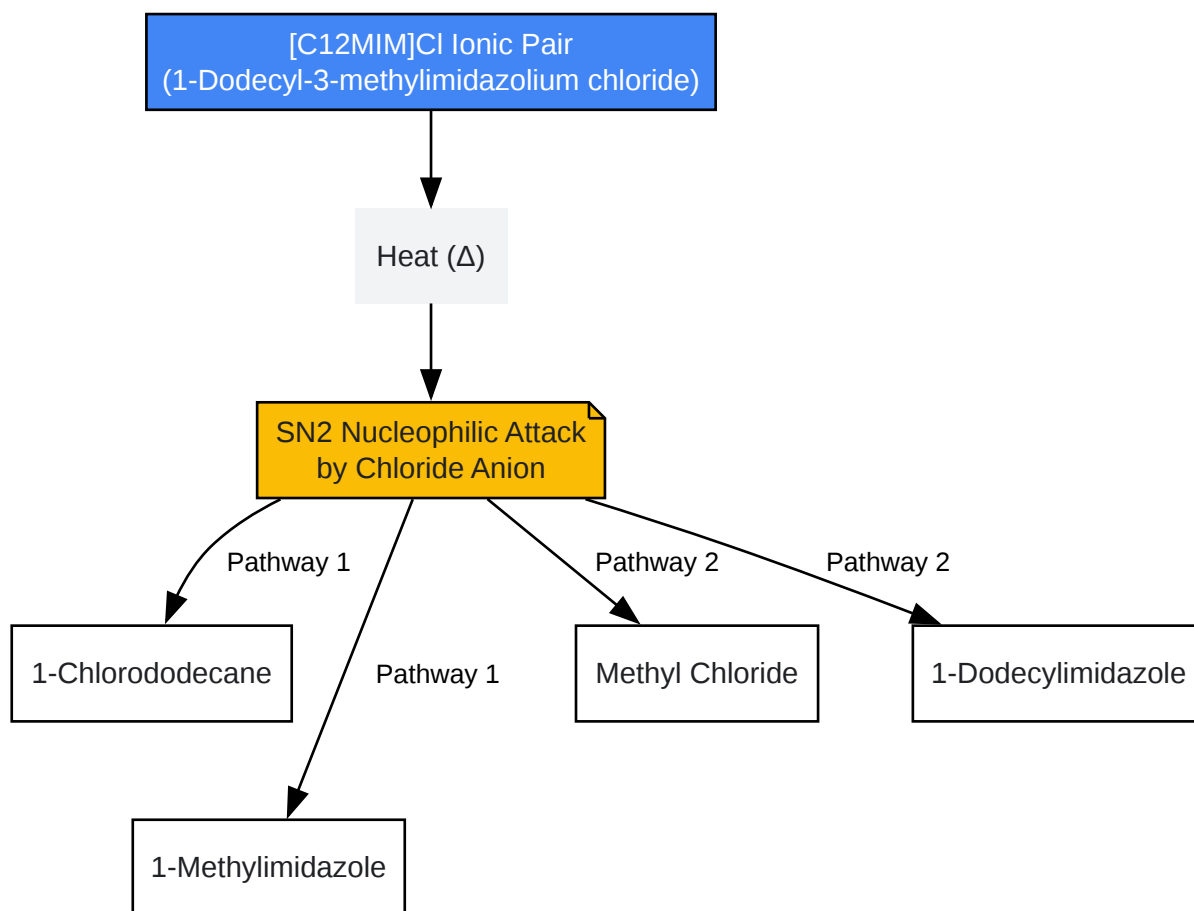 [C12MIM]Cl Ionic Pair
(1-Dodecyl-3-methylimidazolium chloride)
Heat (Δ)
SN2 Nucleophilic Attack
by Chloride Anion
Pathway 1
Pathway 2
Pathway 2
1-Chlorododecane
Pathway 1
Methyl Chloride
1-Dodecylimidazole
1-Methylimidazole